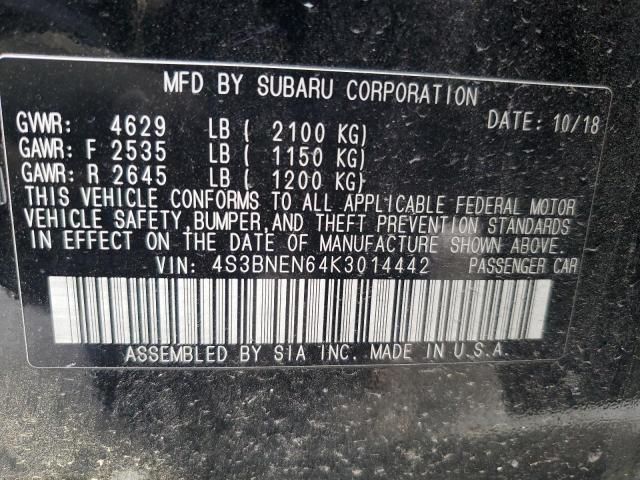 MFD BY SUBARU CORPORATION
GVWR: 4629 LB ( 2100 KG) DATE: 10/18
GAWR: F 2535 LB ( 1150 KG)
GAWR: R 2645 LB ( 1200 KG)
THIS VEHICLE CONFORMS TO ALL APPLICABLE FEDERAL MOTOR
VEHICLE SAFETY, BUMPER, AND THEFT PREVENTION STANDARDS
IN EFFECT ON THE DATE OF MANUFACTURE SHOWN ABOVE.
VIN: 4S3BNEN64K3014442 PASSENGER CAR
ASSEMBLED BY SIA INC. MADE IN U.S.A.